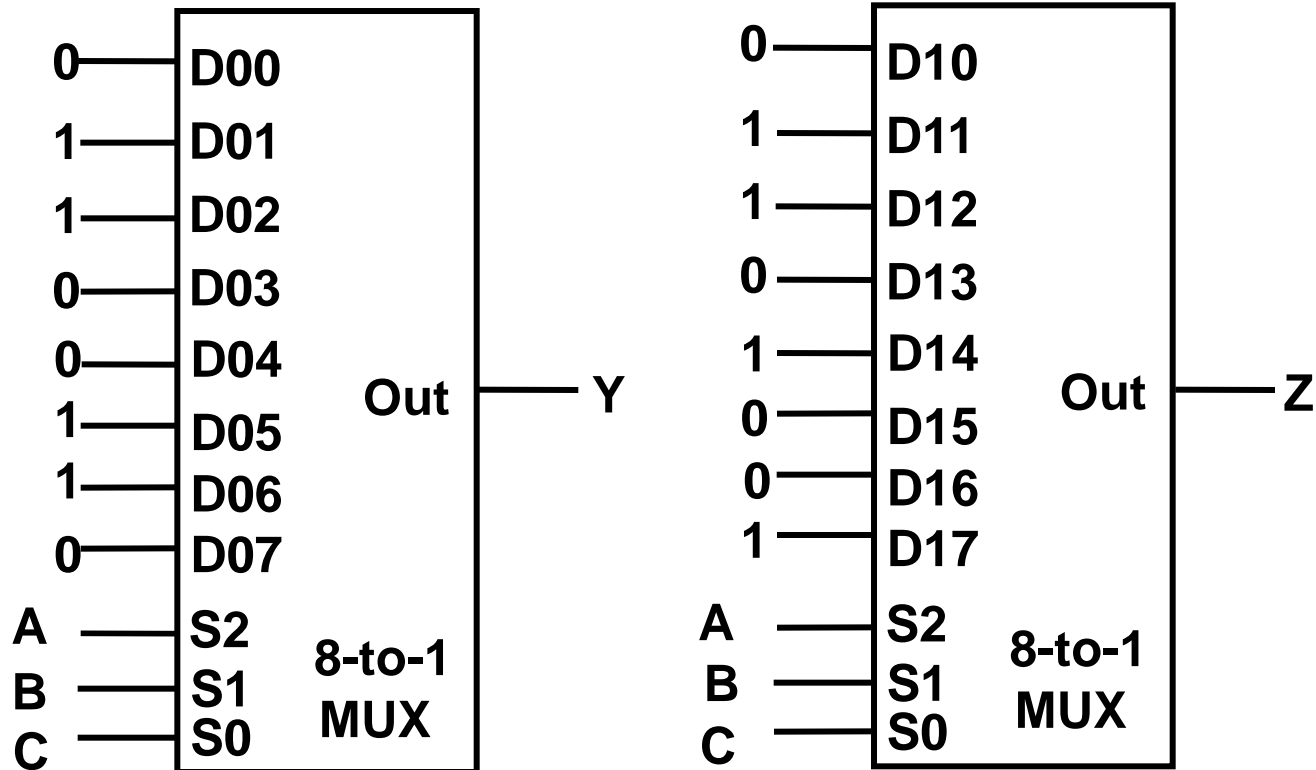 0 D00
1 D01
1 D02
0 D03
0 D04
Out Y
1 D05
1 D06
0 D07
A S2
8-to-1
B S1
MUX
C S0
0 D10
1 D11
1 D12
0 D13
1 D14
Out Z
0 D15
0 D16
1 D17
A S2
8-to-1
B S1
MUX
C S0